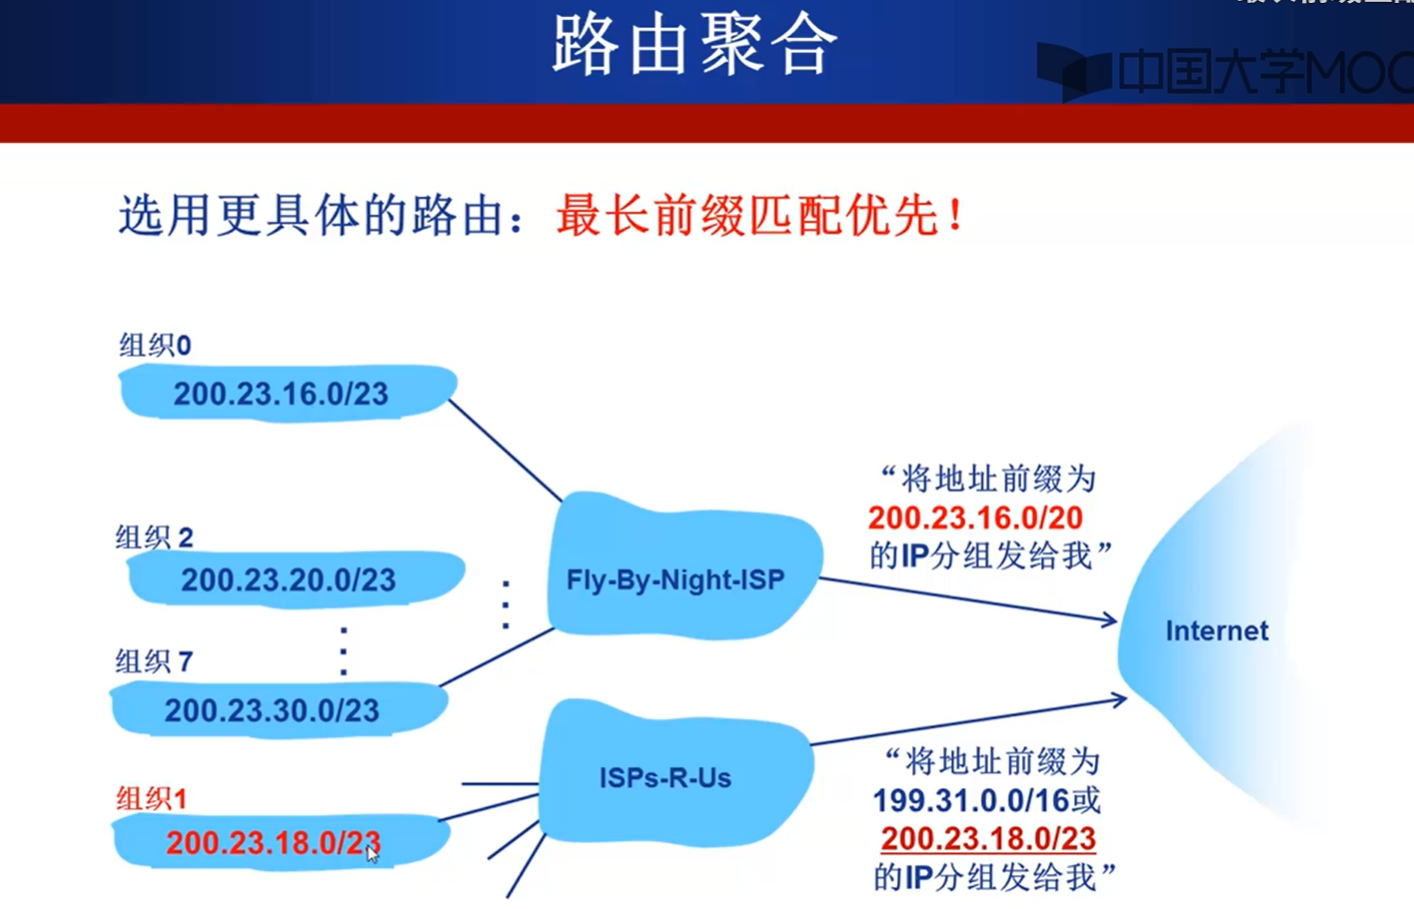 路由聚合
中国大学MOO
选用更具体的路由：最长前缀匹配优先！
组织0
200.23.16.0/23
组织 2
200.23.20.0/23
组织 7
200.23.30.0/23
组织1
200.23.18.0/23
Fly-By-Night-ISP
ISPs-R-Us
“将地址前缀为
200.23.16.0/20
的IP分组发给我”
Internet
“将地址前缀为
199.31.0.0/16或
200.23.18.0/23
的IP分组发给我”